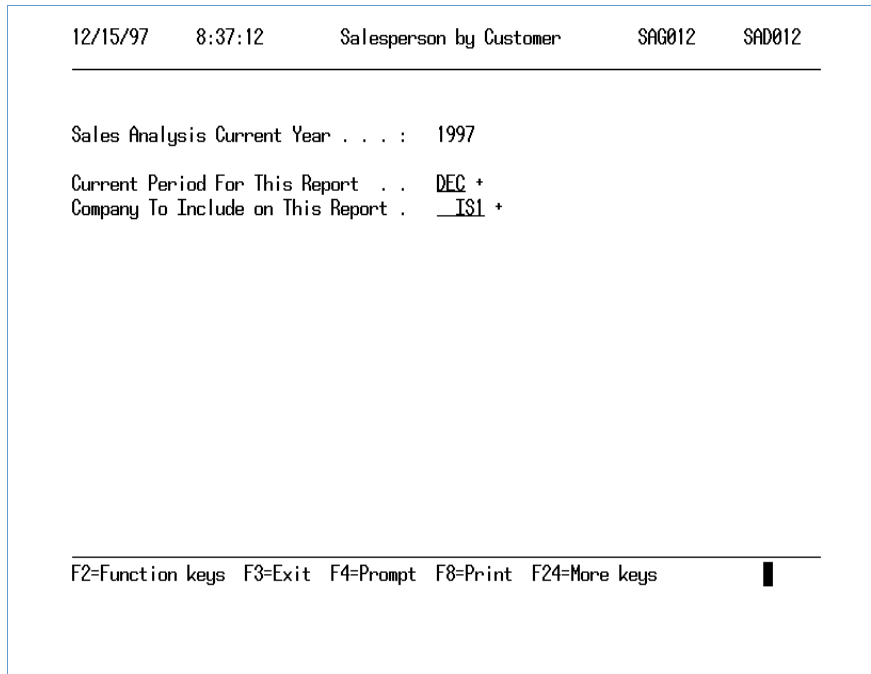 12/15/97 8:37:12 Salesperson by Customer SAG012 SAD012
Sales Analysis Current Year . . . : 1997
Current Period For This Report . . DEC +
Company To Include on This Report . IS1 +
F2=Function keys F3=Exit F4=Prompt F8=Print F24=More keys